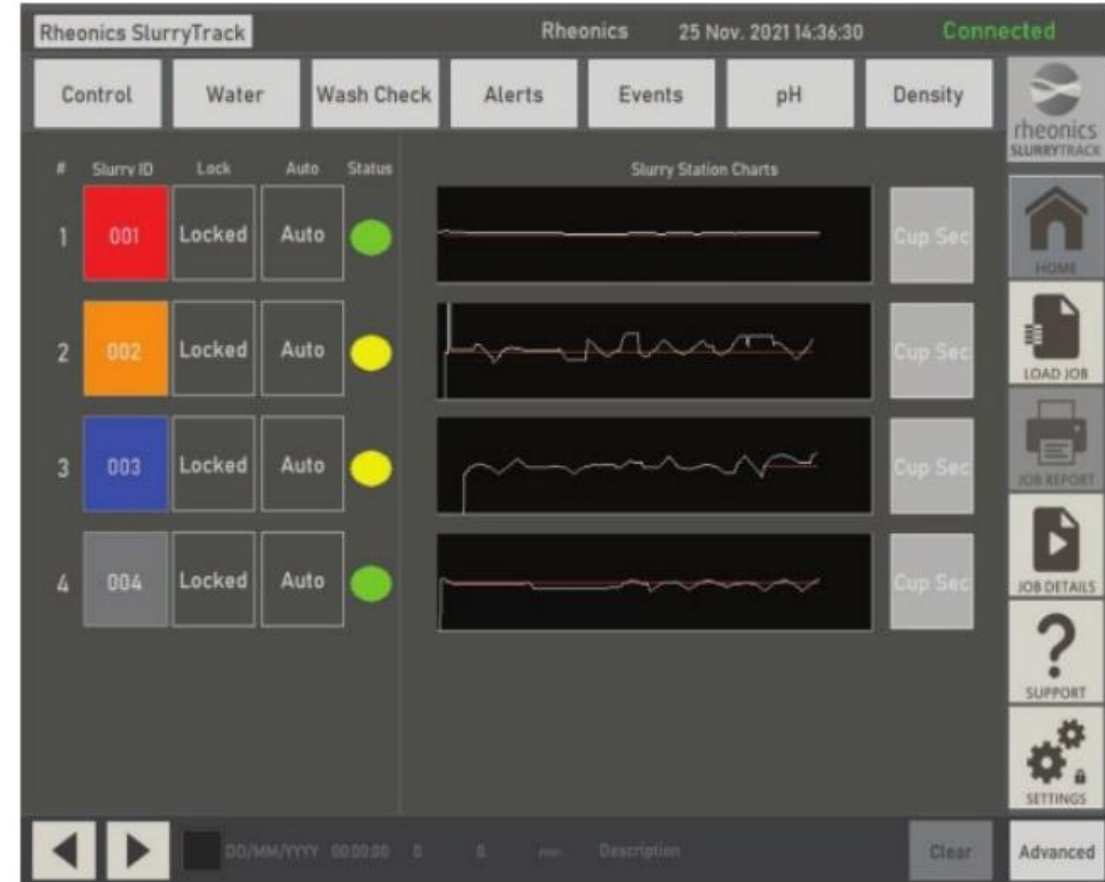 Rheonics SlurryTrack Rheonics 25 Nov. 2021 14:36:30 Connected
Control Water Wash Check Alerts Events pH Density
rheonics
SLURRYTRACK
# Slurry ID Lock Auto Status Slurry Station Charts
1 001 Locked Auto Cup Sec
HOME
2 002 Locked Auto Cup Sec
LOAD JOB
3 003 Locked Auto Cup Sec
JOB REPORT
4 004 Locked Auto Cup Sec
JOB DETAILS
?
SUPPORT
SETTINGS
DD/MM/YYYY 00:00:00 0 0 Description Clear Advanced